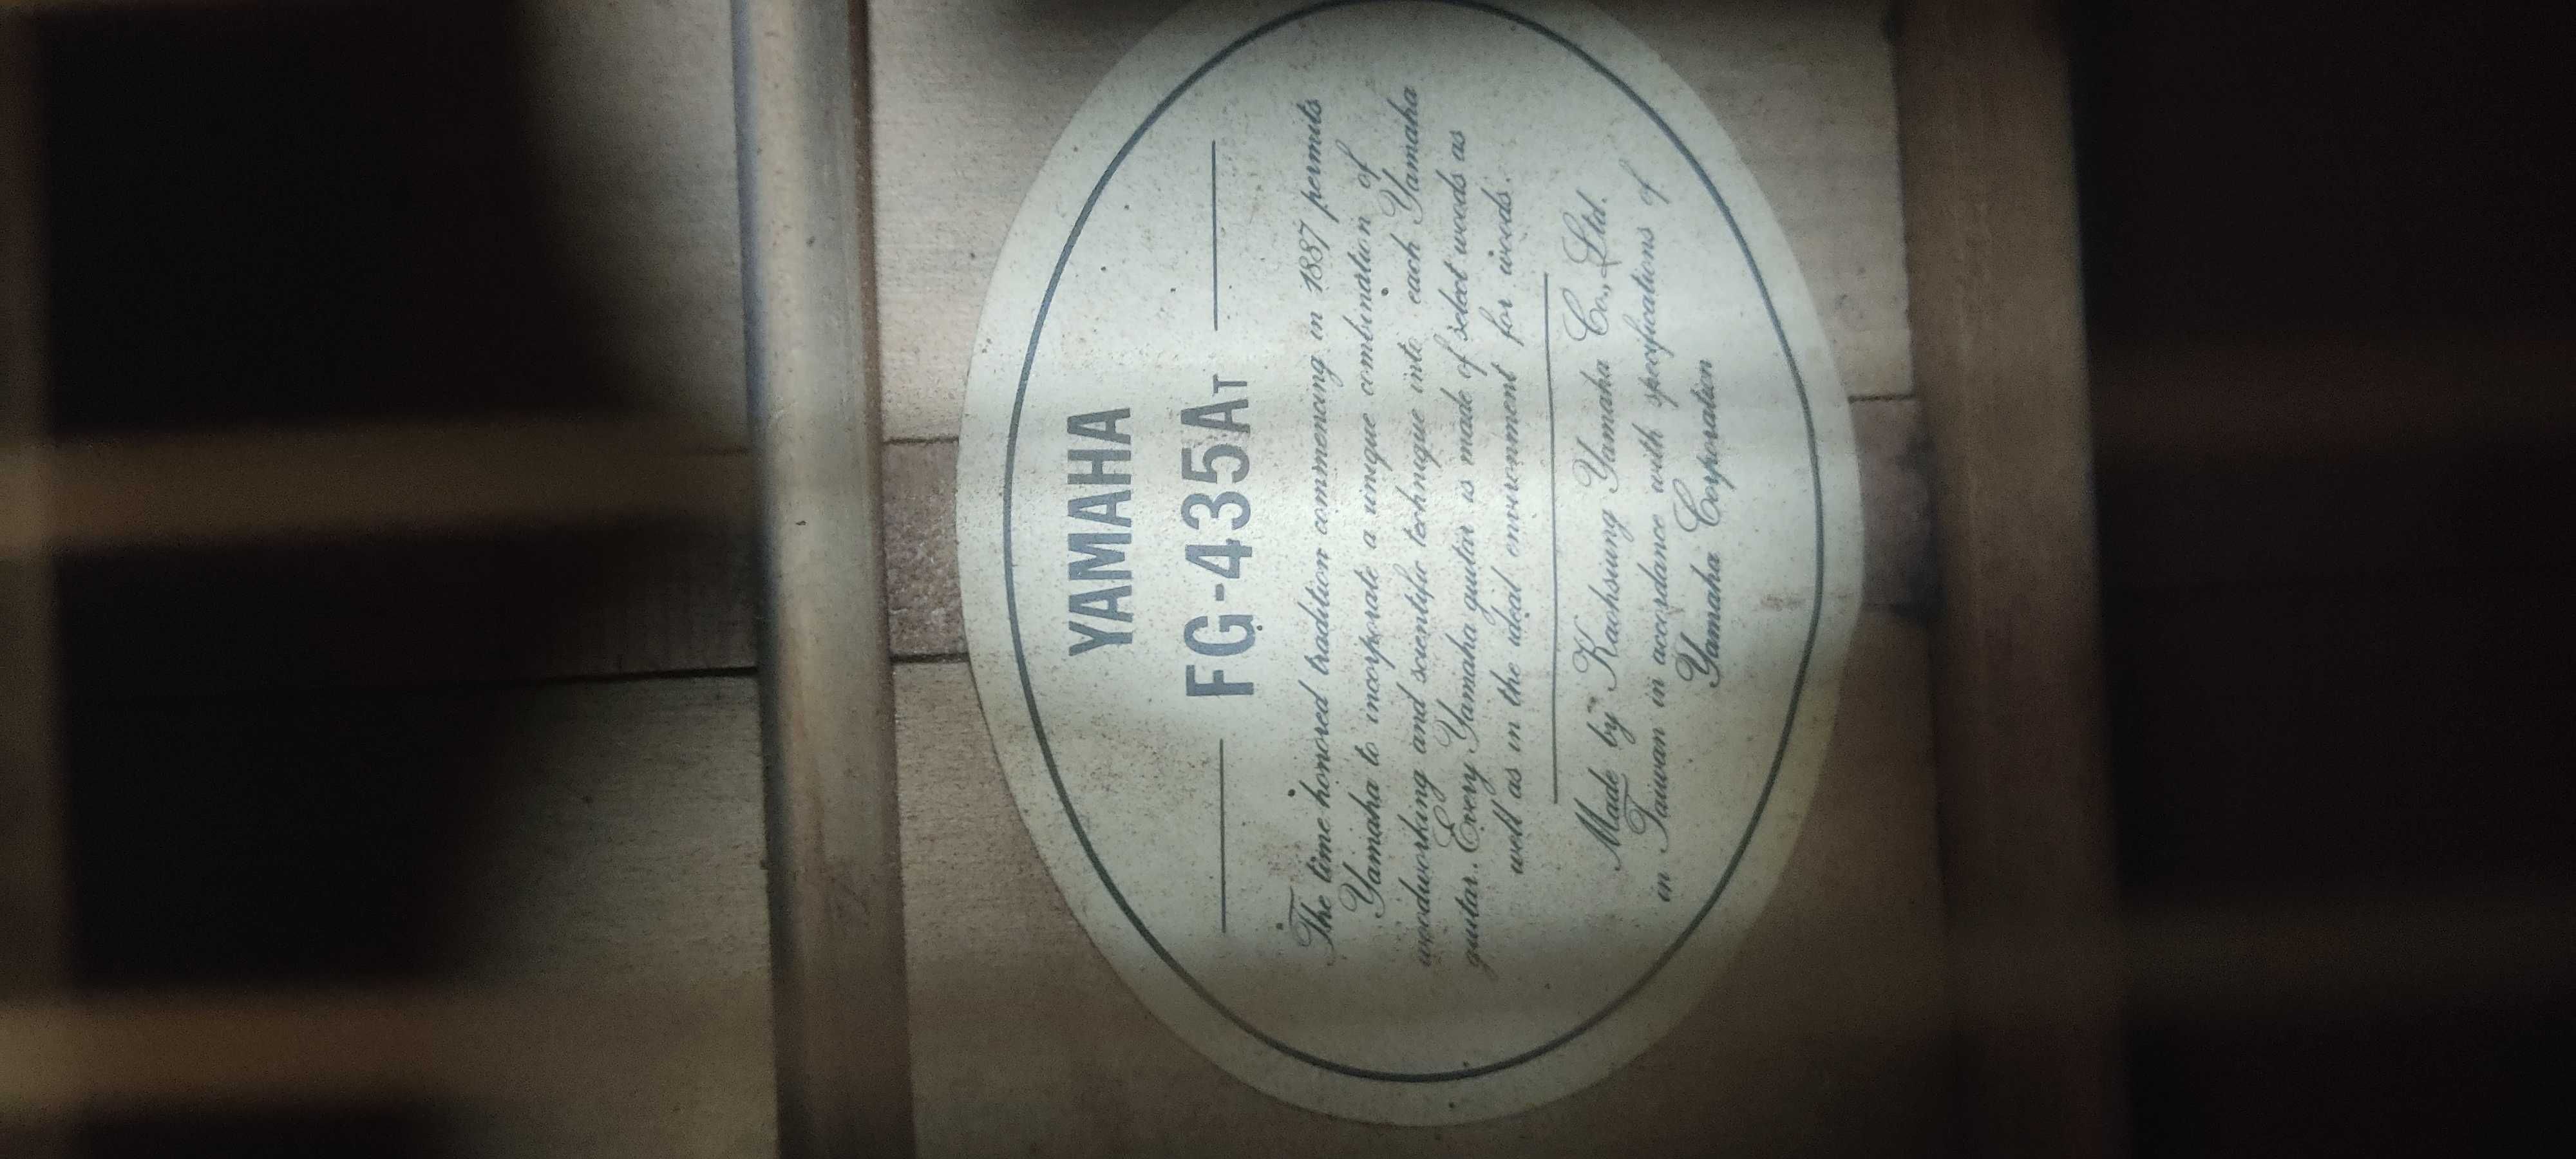 YAMAHA
FG-435AT
The time honored tradition commencing in 1887 permits
Yamaha to incorporate a unique combination of
woodworking and scientific technique into each Yamaha
guitar. Every Yamaha guitar is made of select woods as
well as in the ideal environment for woods.
Made by Kaohsiung Yamaha Co., Ltd.
in Taiwan in accordance with specifications of
Yamaha Corporation